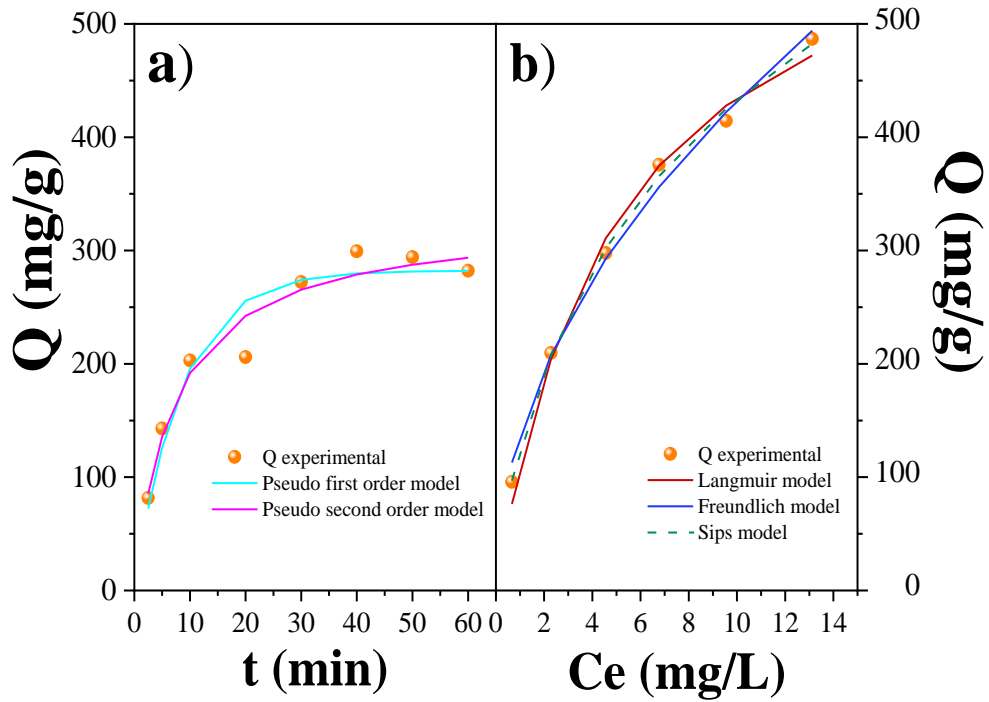 a)
500
400
300
200
100
0
Q (mg/g)
Q experimental
Pseudo first order model
Pseudo second order model
0 10 20 30 40 50 60
t (min)
b)
Q experimental
Langmuir model
Freundlich model
Sips model
0 2 4 6 8 10 12 14
Ce (mg/L)
500
400
300
200
100
0
Q (mg/g)